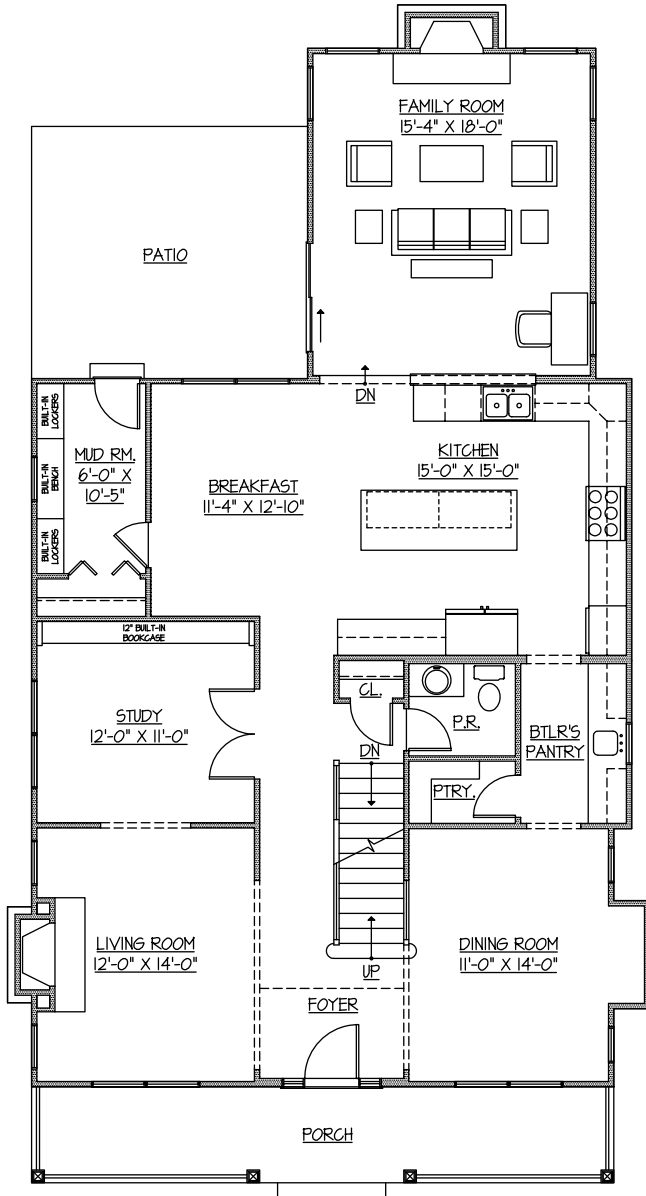 FAMILY ROOM
15'-4" X 18'-0"
PATIO
DN
BUILT-IN
LOCKERS
MUD RM.
6'-0" X
10'-5"
BUILT-IN
BENCH
BUILT-IN
LOCKERS
KITCHEN
15'-0" X 15'-0"
BREAKFAST
11'-4" X 12'-10"
12" BUILT-IN
BOOKCASE
STUDY
12'-0" X 11'-0"
CL.
P.R.
DN
BTLR'S
PANTRY
PTRY.
LIVING ROOM
12'-0" X 14'-0"
DINING ROOM
11'-0" X 14'-0"
UP
FOYER
PORCH